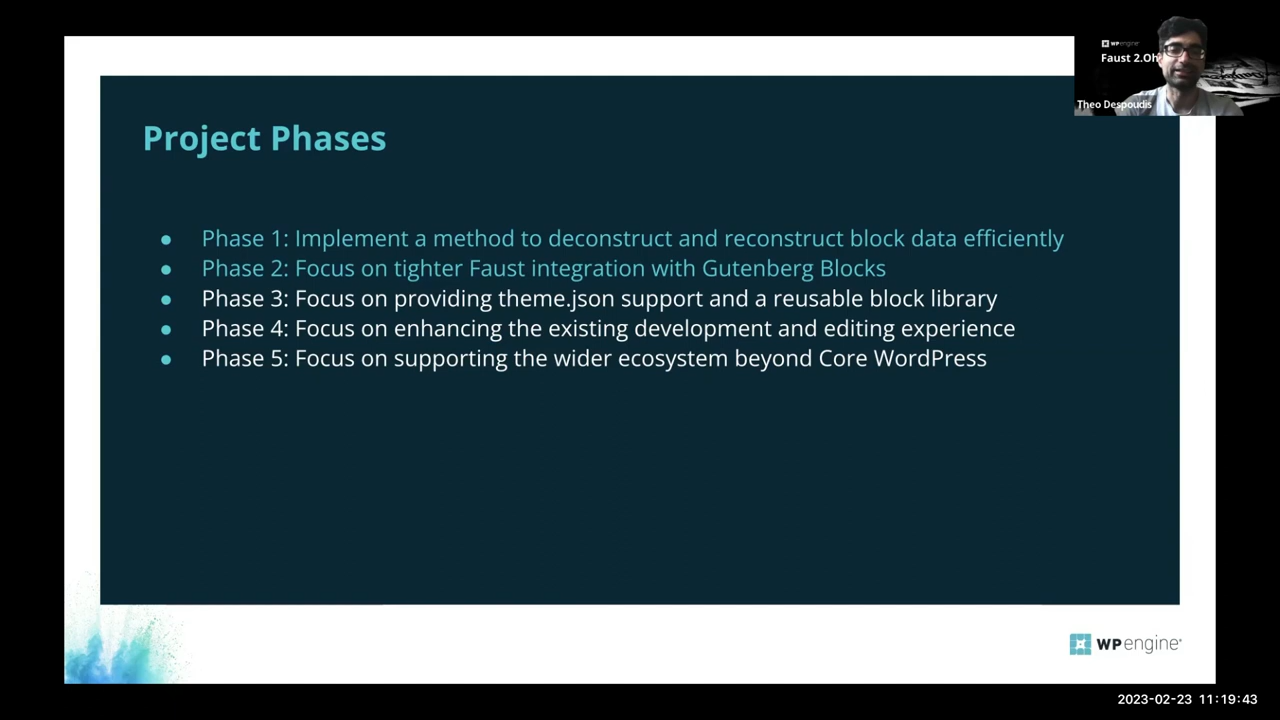 WPengine
Faust 2.Oh
Theo Despoudis
Project Phases
● Phase 1: Implement a method to deconstruct and reconstruct block data efficiently
● Phase 2: Focus on tighter Faust integration with Gutenberg Blocks
● Phase 3: Focus on providing theme.json support and a reusable block library
● Phase 4: Focus on enhancing the existing development and editing experience
● Phase 5: Focus on supporting the wider ecosystem beyond Core WordPress
WPengine®
2023-02-23 11:19:43